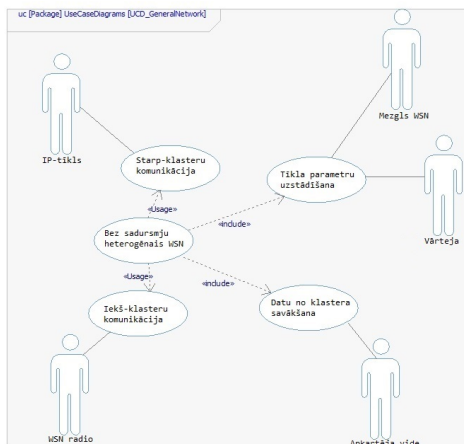 uc [Package] UseCaseDiagrams [UCD_GeneralNetwork]
Mezgls WSN
IP-tīkls
Starp-klasteru
komunikācija
Tīkla parametru
uzstādīšana
Vārteja
«Usage»
«include»
Bez sadursmju
heterogēnais WSN
«Usage»
«include»
Iekš-klasteru
komunikācija
Datu no klastera
savākšana
WSN radio
Apkārtēja vide